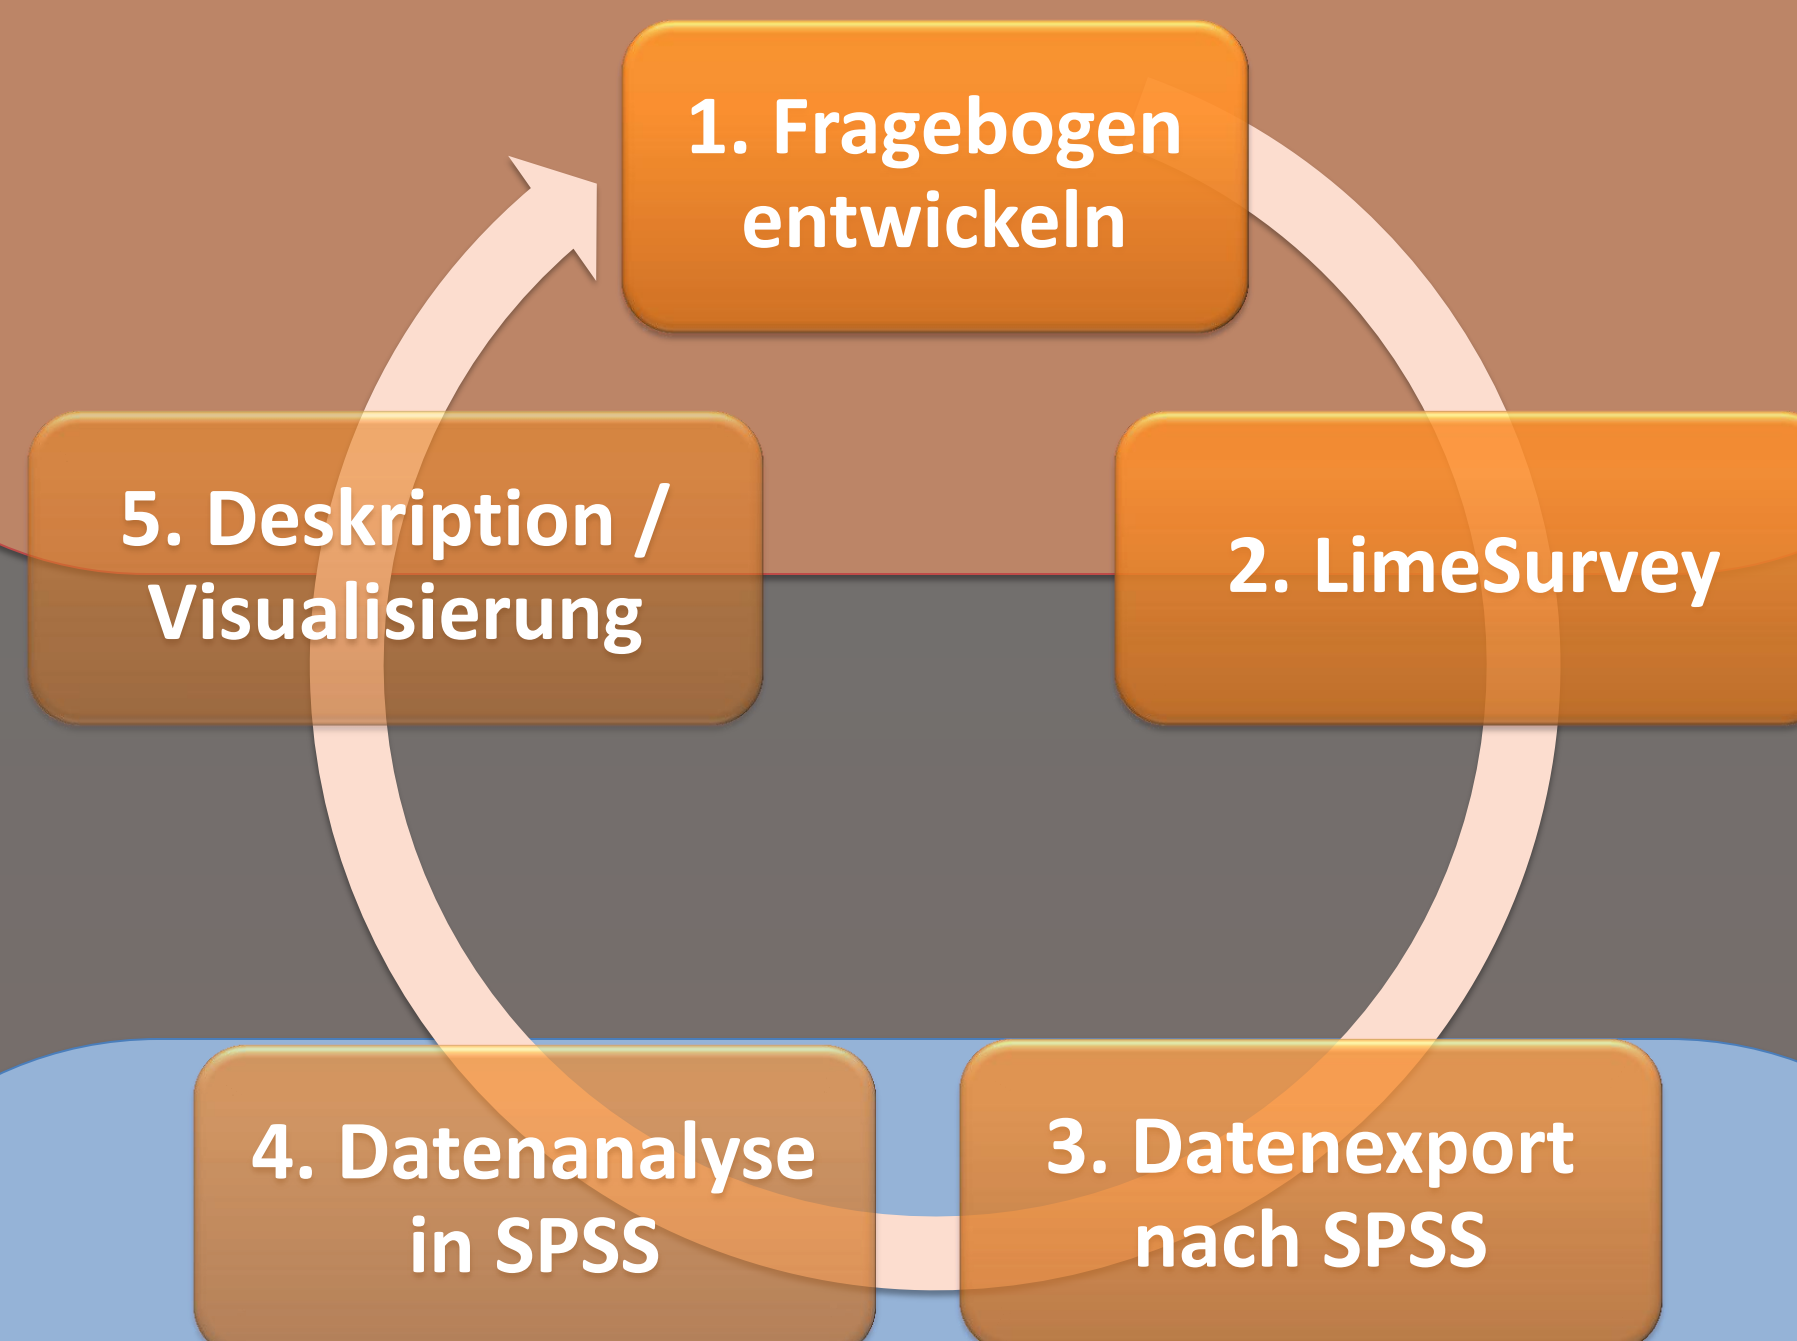 1. Fragebogen
entwickeln
2. LimeSurvey
3. Datenexport
nach SPSS
4. Datenanalyse
in SPSS
5. Deskription /
Visualisierung